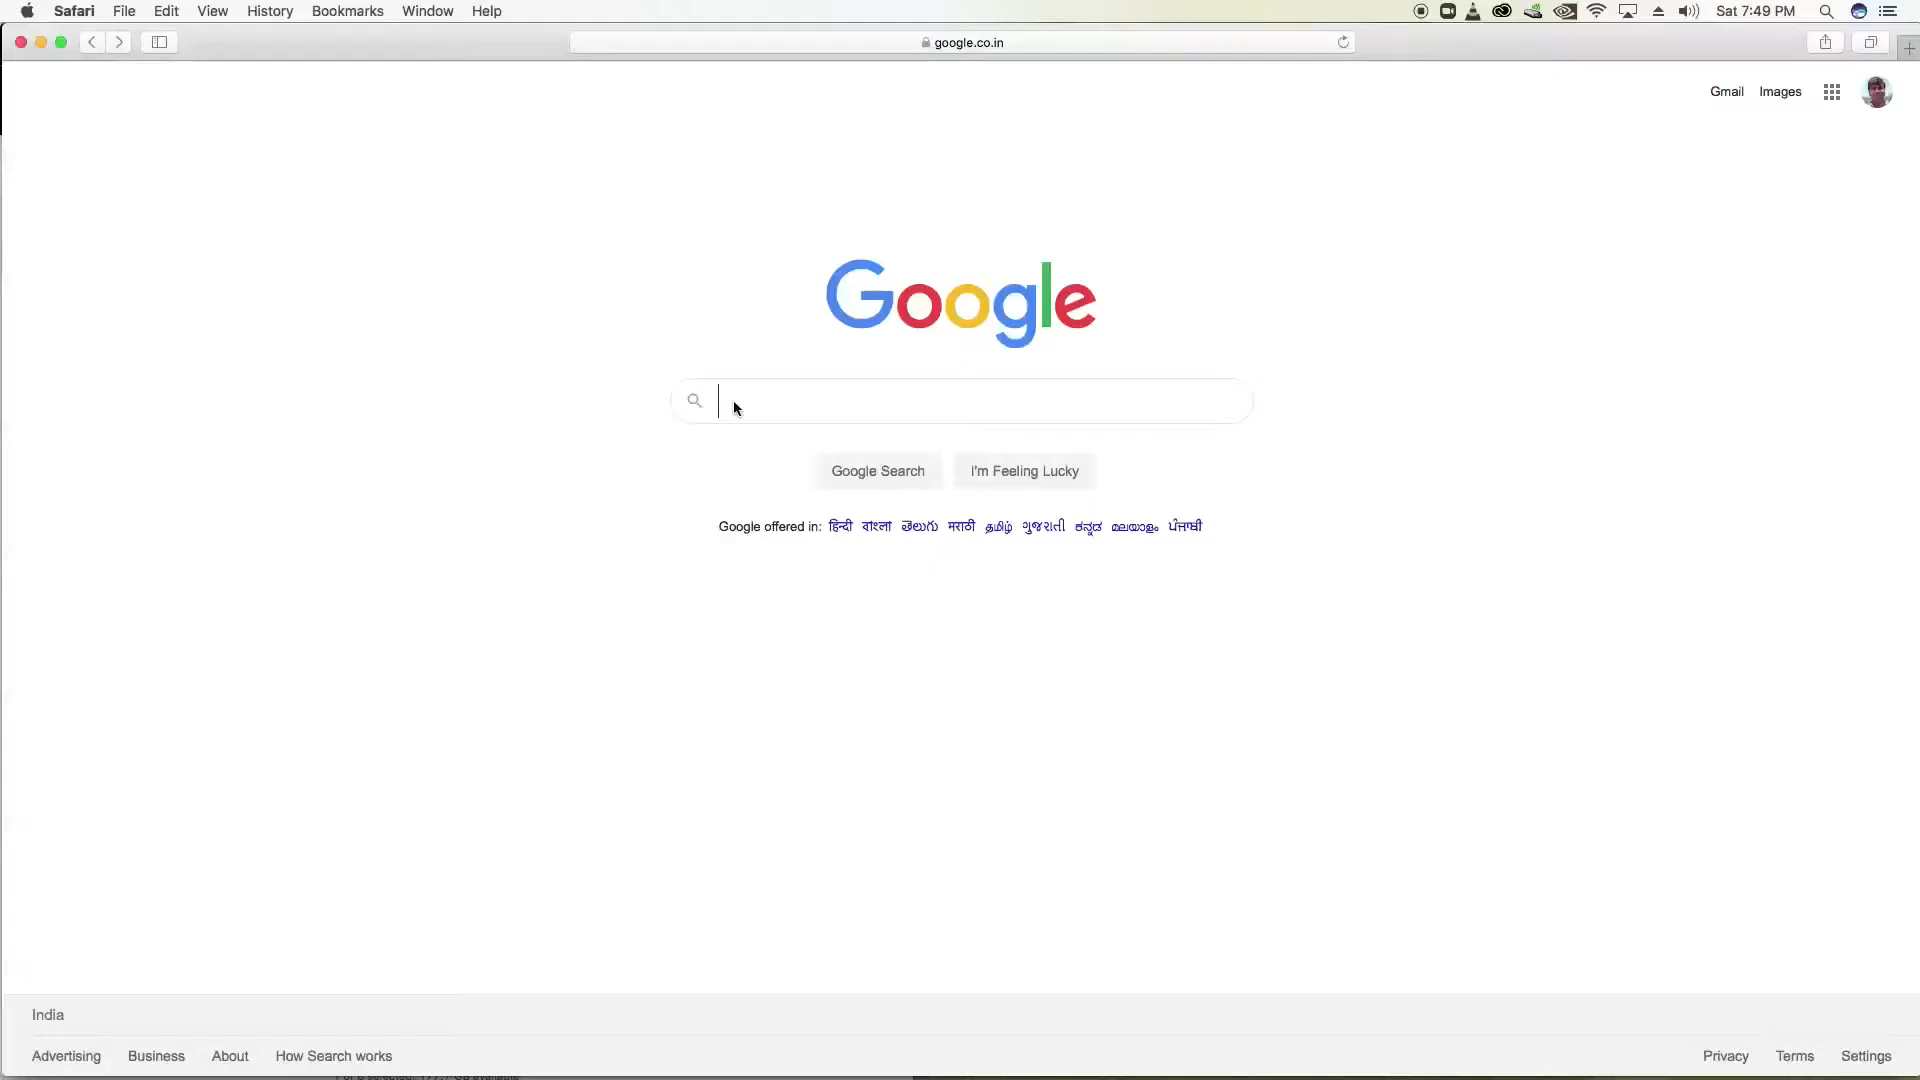 Safari File Edit View History Bookmarks Window Help Sat 7:49 PM
google.co.in
Gmail Images
Google
Google Search I'm Feeling Lucky
Google offered in: हिन्दी বাংলা తెలుగు मराठी தமிழ் ગુજરાતી ಕನ್ನಡ മലയാളം ਪੰਜਾਬੀ
India
Advertising Business About How Search works Privacy Terms Settings